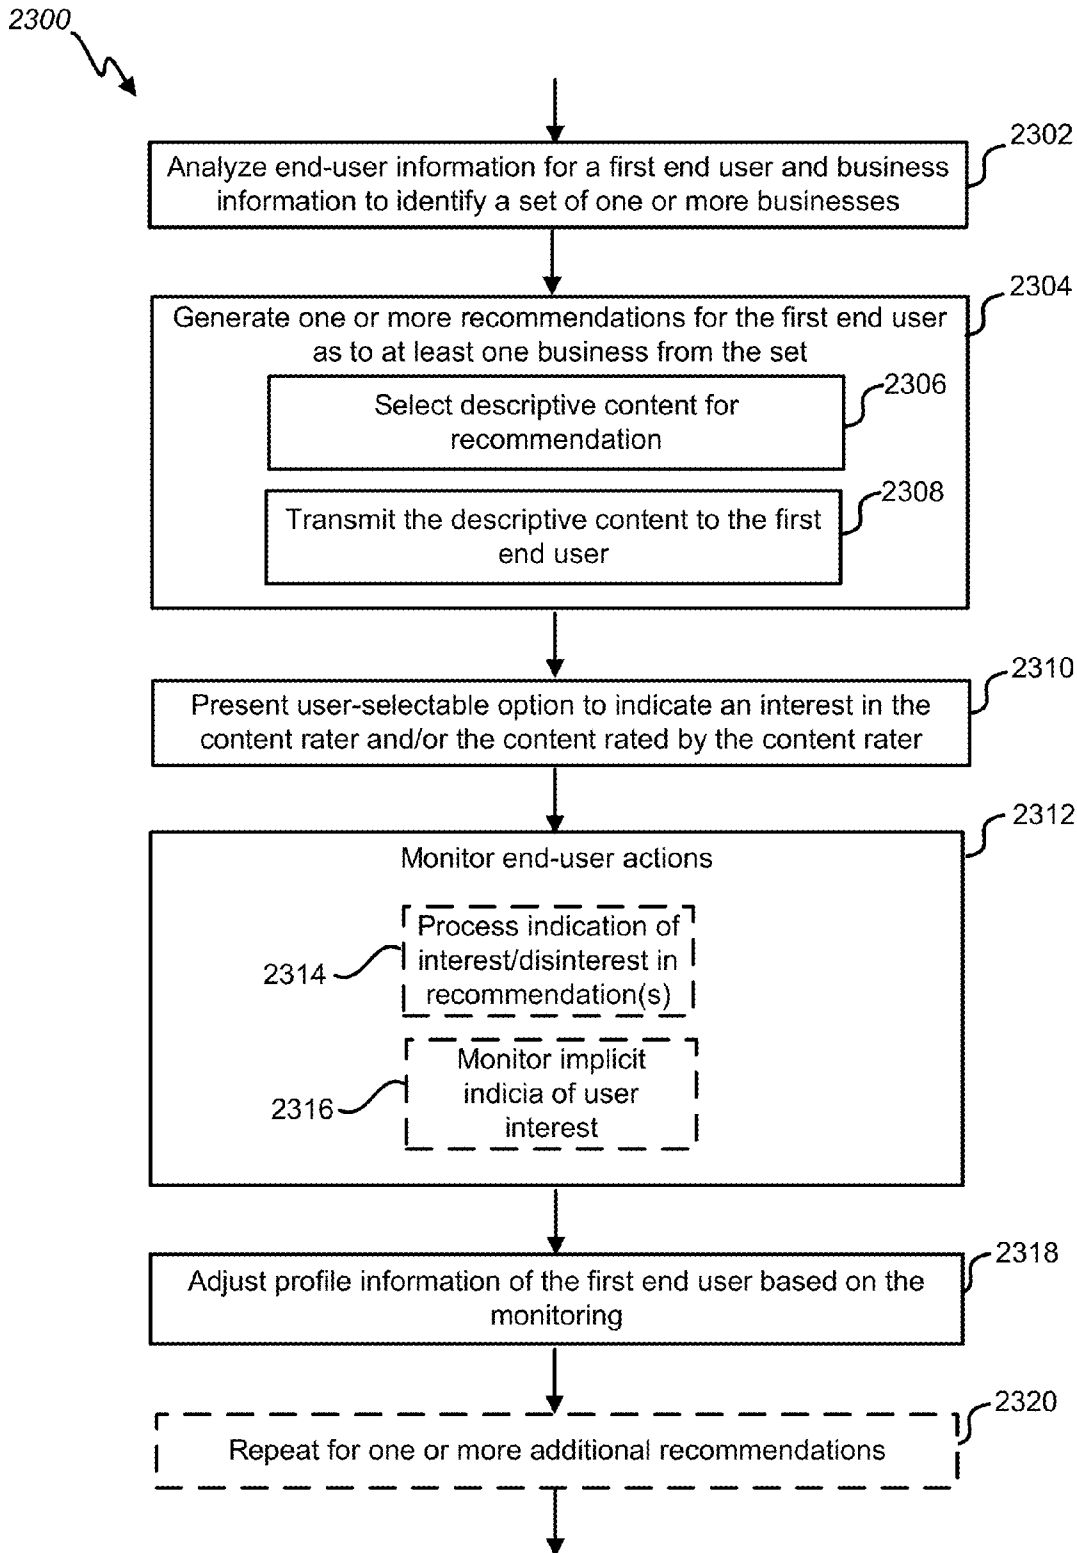 2300
2302
Analyze end-user information for a first end user and business
information to identify a set of one or more businesses
2304
Generate one or more recommendations for the first end user
as to at least one business from the set
2306
Select descriptive content for
recommendation
2308
Transmit the descriptive content to the first
end user
2310
Present user-selectable option to indicate an interest in the
content rater and/or the content rated by the content rater
2312
Monitor end-user actions
Process indication of
interest/disinterest in
recommendation(s)
2314
Monitor implicit
indicia of user
interest
2316
2318
Adjust profile information of the first end user based on the
monitoring
2320
Repeat for one or more additional recommendations